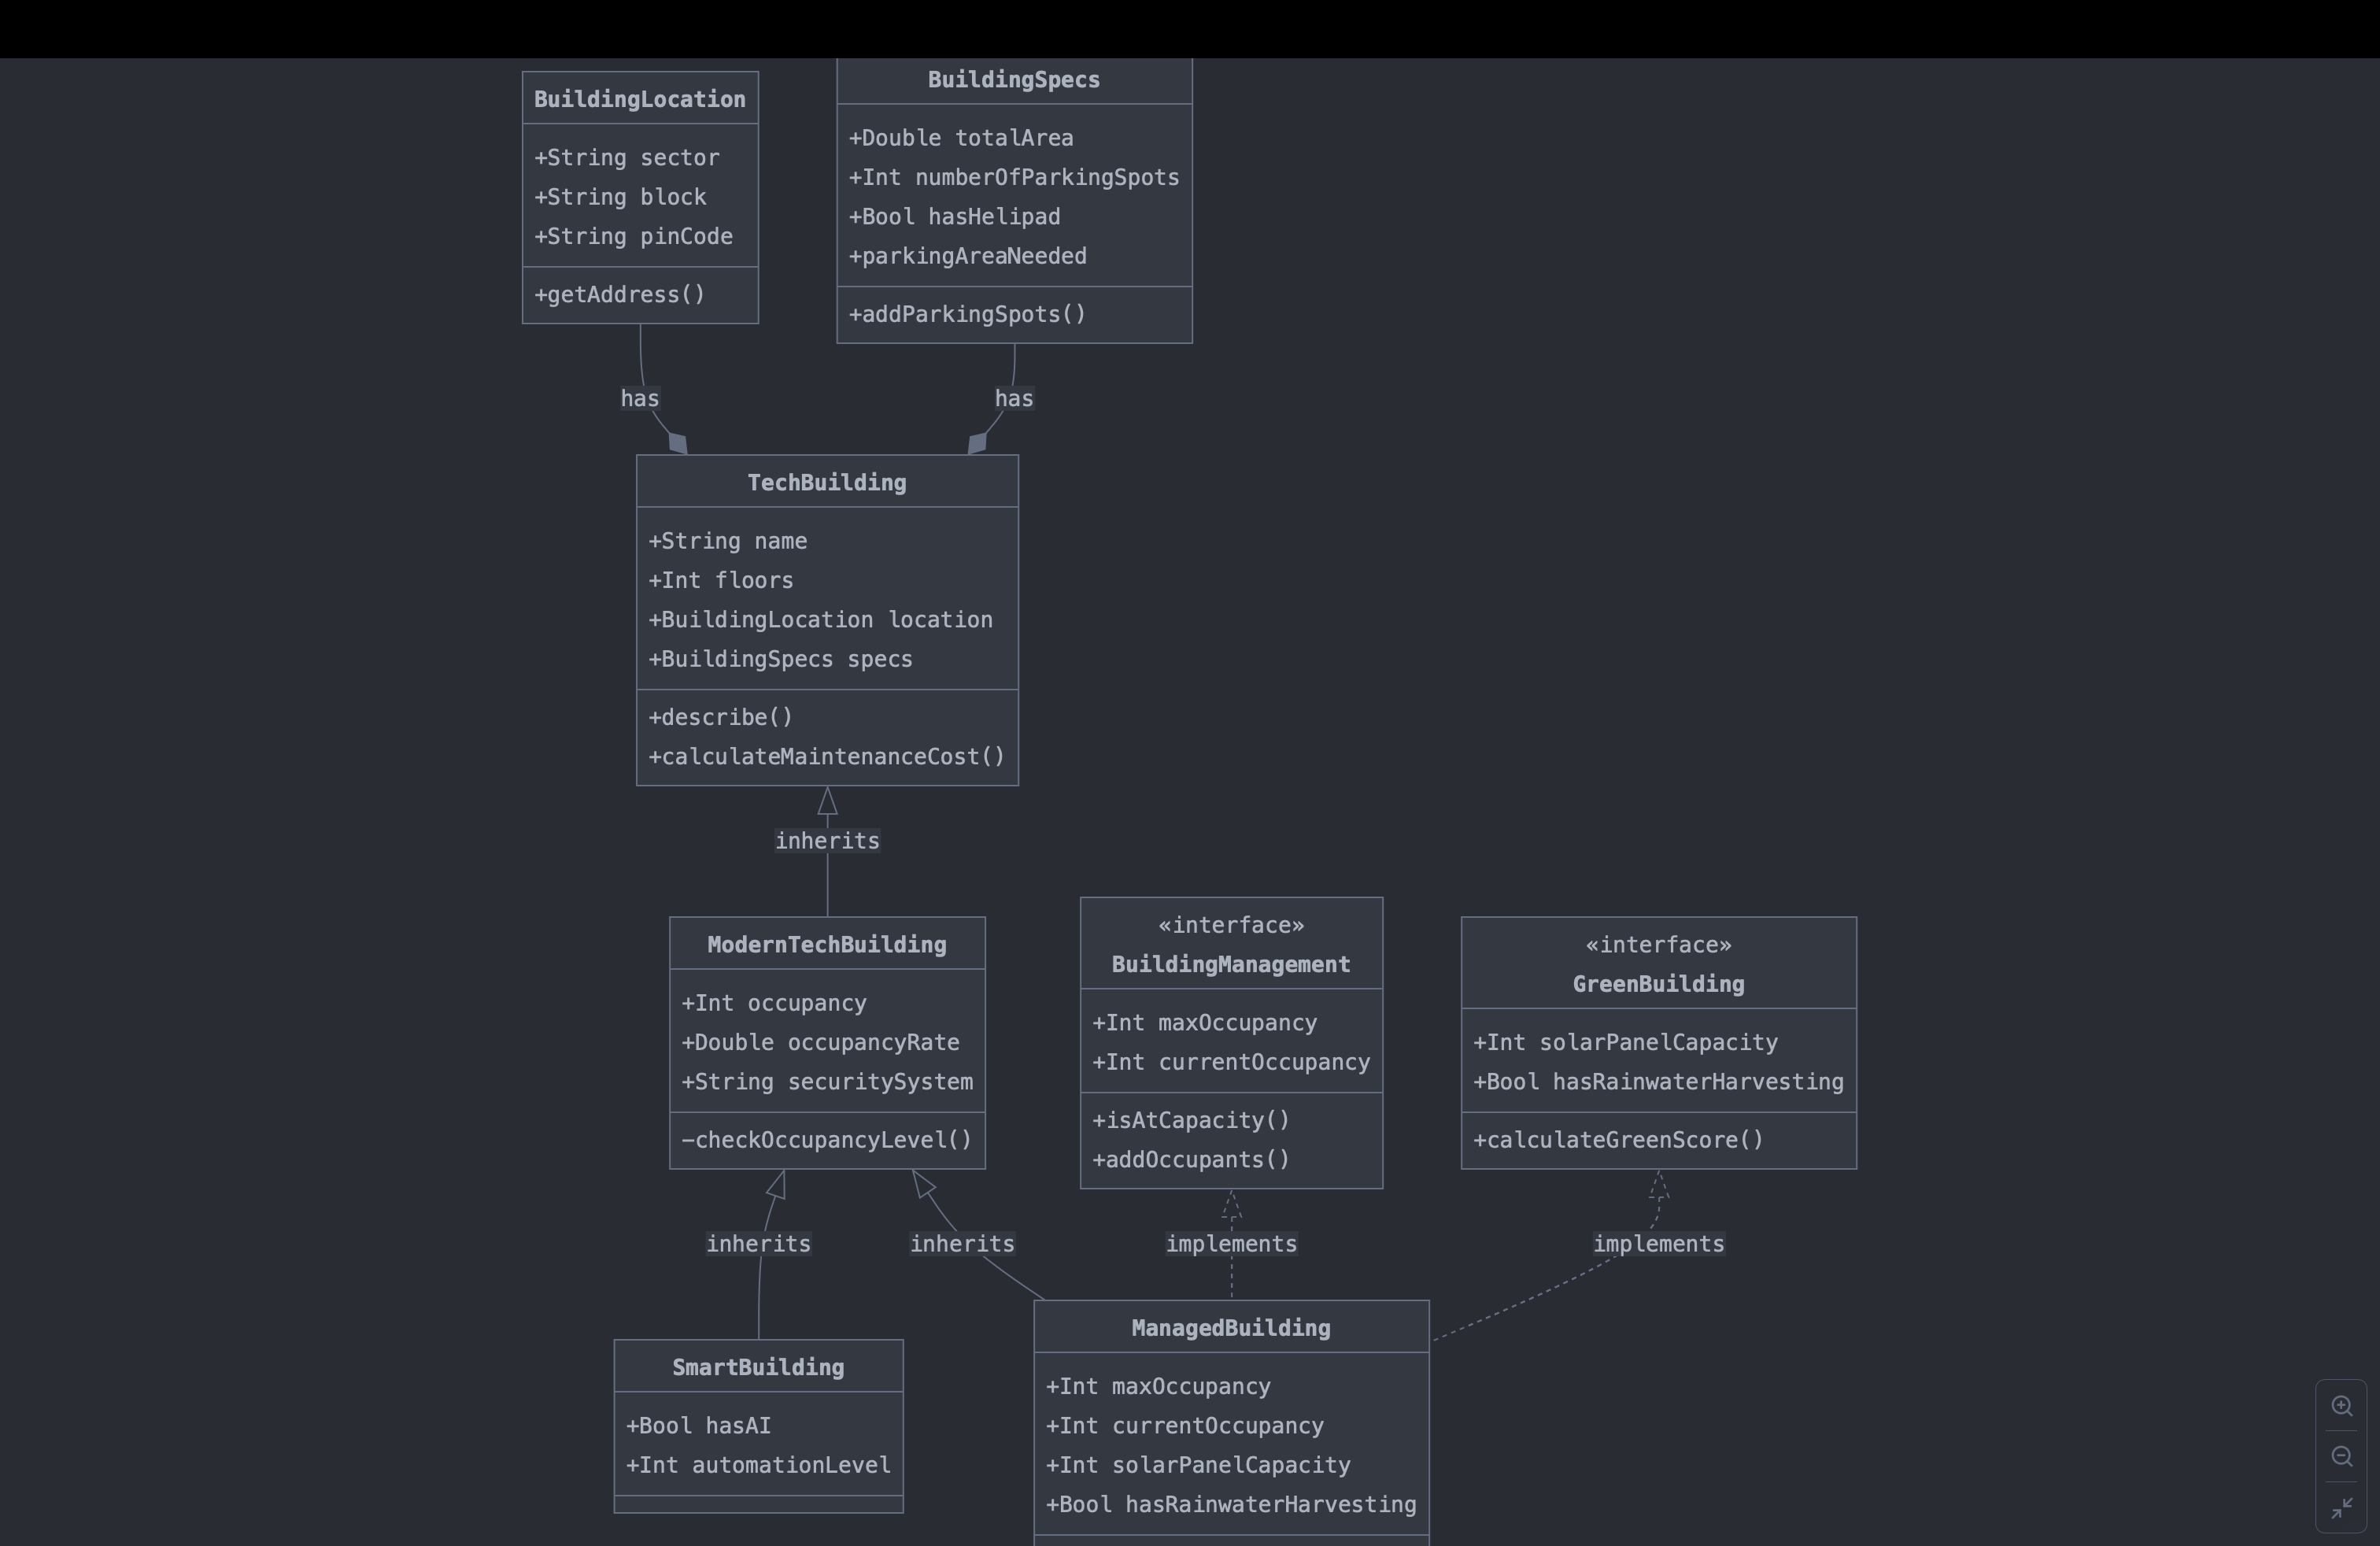 BuildingLocation
+String sector
+String block
+String pinCode
+getAddress()
BuildingSpecs
+Double totalArea
+Int numberOfParkingSpots
+Bool hasHelipad
+parkingAreaNeeded
+addParkingSpots()
has
has
TechBuilding
+String name
+Int floors
+BuildingLocation location
+BuildingSpecs specs
+describe()
+calculateMaintenanceCost()
inherits
ModernTechBuilding
+Int occupancy
+Double occupancyRate
+String securitySystem
-checkOccupancyLevel()
«interface»
BuildingManagement
+Int maxOccupancy
+Int currentOccupancy
+isAtCapacity()
+addOccupants()
«interface»
GreenBuilding
+Int solarPanelCapacity
+Bool hasRainwaterHarvesting
+calculateGreenScore()
inherits
inherits
implements
implements
SmartBuilding
+Bool hasAI
+Int automationLevel
ManagedBuilding
+Int maxOccupancy
+Int currentOccupancy
+Int solarPanelCapacity
+Bool hasRainwaterHarvesting